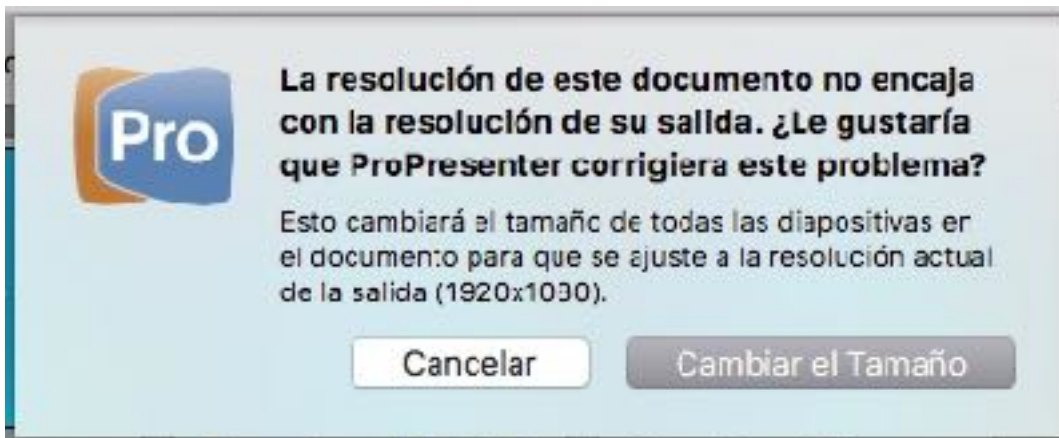 Pro
La resolución de este documento no encaja
con la resolución de su salida. ¿Le gustaría
que ProPresenter corrigiera este problema?
Esto cambiará el tamaño de todas las diapositivas en
el documento para que se ajuste a la resolución actual
de la salida (1920x1080).
Cancelar
Cambiar el Tamaño